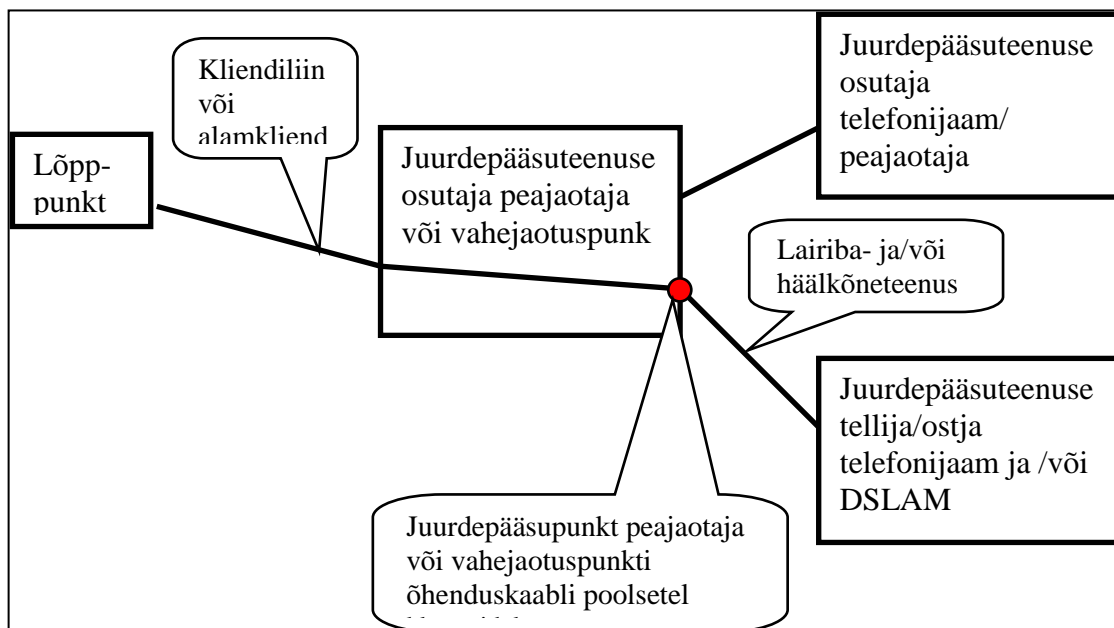 Lõpp-
punkt
Kliendiliin
või
alamkliend
Juurdepääsuteenuse
osutaja peajaotaja
või vahejaotuspunk
Juurdepääsuteenuse
osutaja
telefonijaam/
peajaotaja
Lairiba- ja/või
häälkõneteenus
Juurdepääsuteenuse
tellija/ostja
telefonijaam ja /või
DSLAM
Juurdepääsupunkt peajaotaja
või vahejaotuspunkti
õhenduskaabli poolsetel